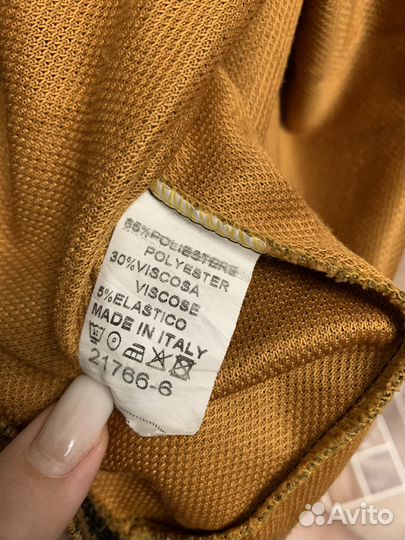 65%POLIESTERE
POLYESTER
30%VISCOSA
VISCOSE
5%ELASTICO
MADE IN ITALY
21766-6
Avito